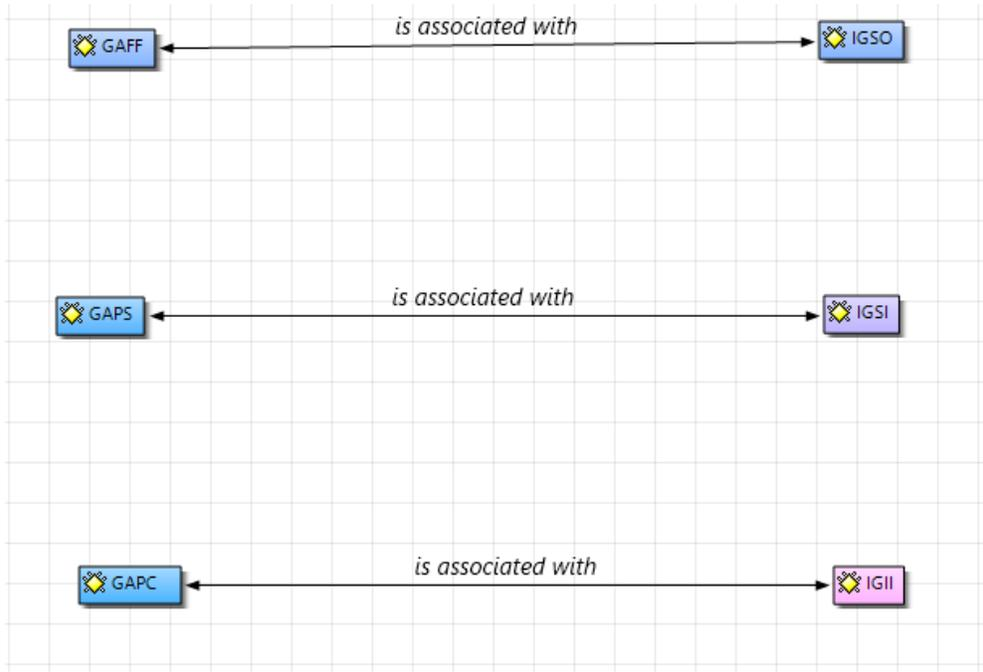 is associated with
GAFF
IGSO
is associated with
GAPS
IGSI
is associated with
GAPC
IGII